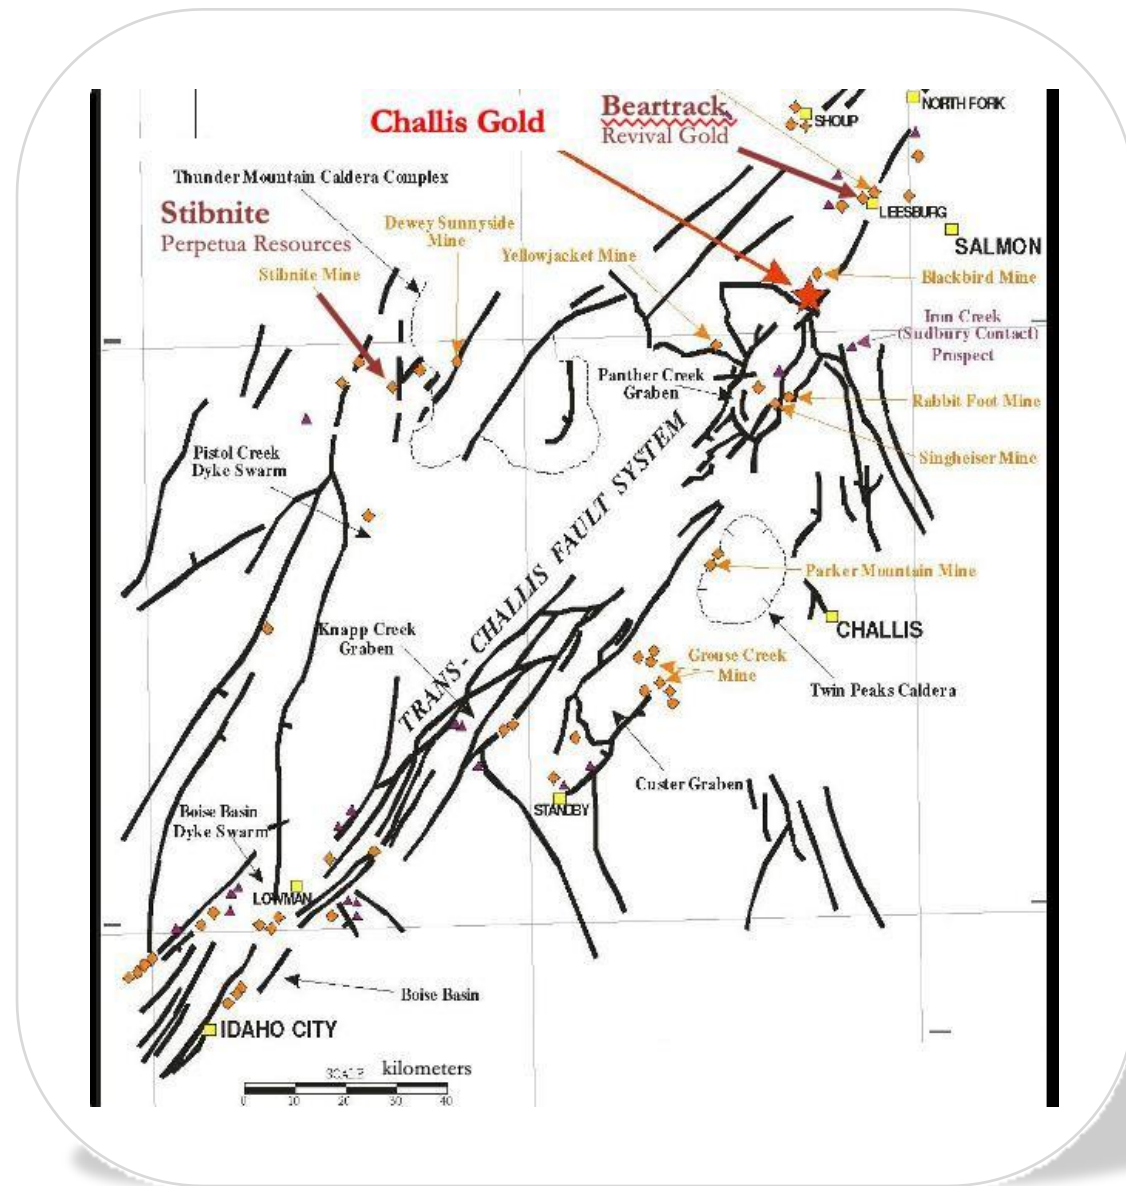 NORTH FORK
Beartrack,
Revival Gold
Challis Gold
SHOUP
Thunder Mountain Caldera Complex
Stibnite
Perpetua Resources
LEESBURG
Dewey Sunnyside
Mine
SALMON
Yellowjacket Mine
Stibnite Mine
Blackbird Mine
Iron Creek
(Sudbury Contact)
Prospect
Panther Creek
Graben
Rabbit Foot Mine
Pistol Creek
Dyke Swarm
Singheiser Mine
TRANS - CHALLIS FAULT SYSTEM
Parker Mountain Mine
Knapp Creek
Graben
CHALLIS
Grouse Creek
Mine
Twin Peaks Caldera
Custer Graben
STANDBY
Boise Basin
Dyke Swarm
LOWMAN
Boise Basin
IDAHO CITY
SCALE kilometers
0 10 20 30 40